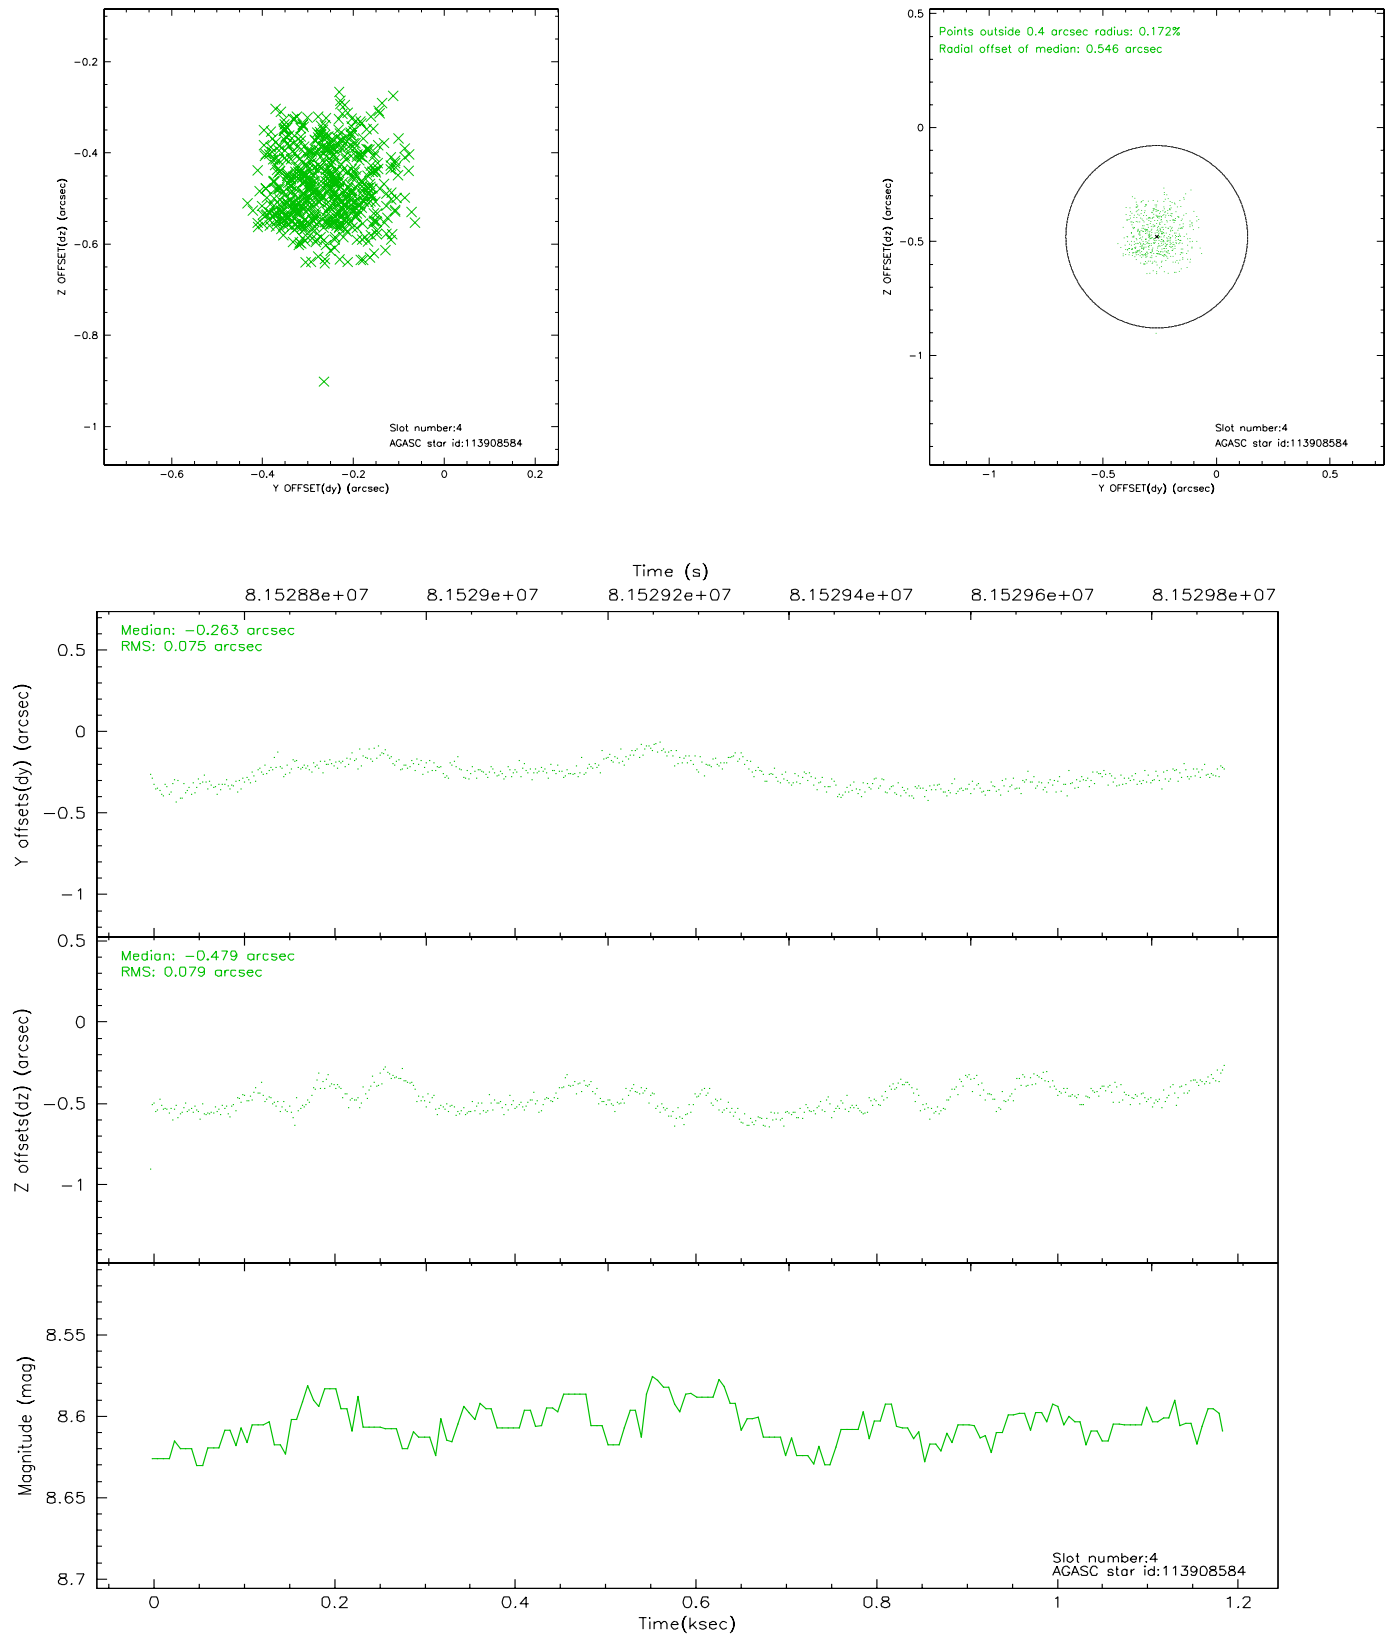 −0.2
−0.4
−0.6
−0.8
−1
Z OFFSET(dz) (arcsec)
Slot number:4
AGASC star id:113908584
−0.6
−0.4
−0.2
0
0.2
Y OFFSET(dy) (arcsec)
0.5
0
−0.5
−1
Z OFFSET(dz) (arcsec)
Points outside 0.4 arcsec radius: 0.172%
Radial offset of median: 0.546 arcsec
Slot number:4
AGASC star id:113908584
−1
−0.5
0
0.5
Y OFFSET(dy) (arcsec)
Time (s)
8.15288e+07
8.1529e+07
8.15292e+07
8.15294e+07
8.15296e+07
8.15298e+07
Median: −0.263 arcsec
RMS: 0.075 arcsec
0.5
0
−0.5
−1
Y offsets(dy) (arcsec)
Median: −0.479 arcsec
RMS: 0.079 arcsec
0.5
0
−0.5
−1
Z offsets(dz) (arcsec)
8.55
8.6
8.65
8.7
Magnitude (mag)
Slot number:4
AGASC star id:113908584
0
0.2
0.4
0.6
0.8
1
1.2
Time(ksec)